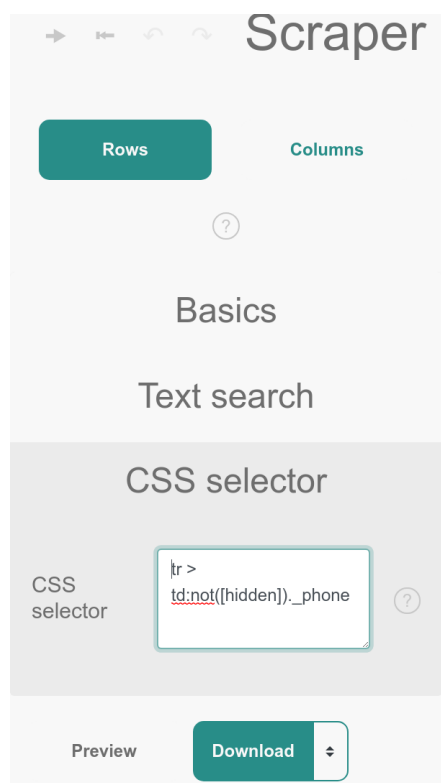 Scraper
Rows
Columns
?
Basics
Text search
CSS selector
CSS
selector
tr >
td:not([hidden])._phone
?
Preview
Download